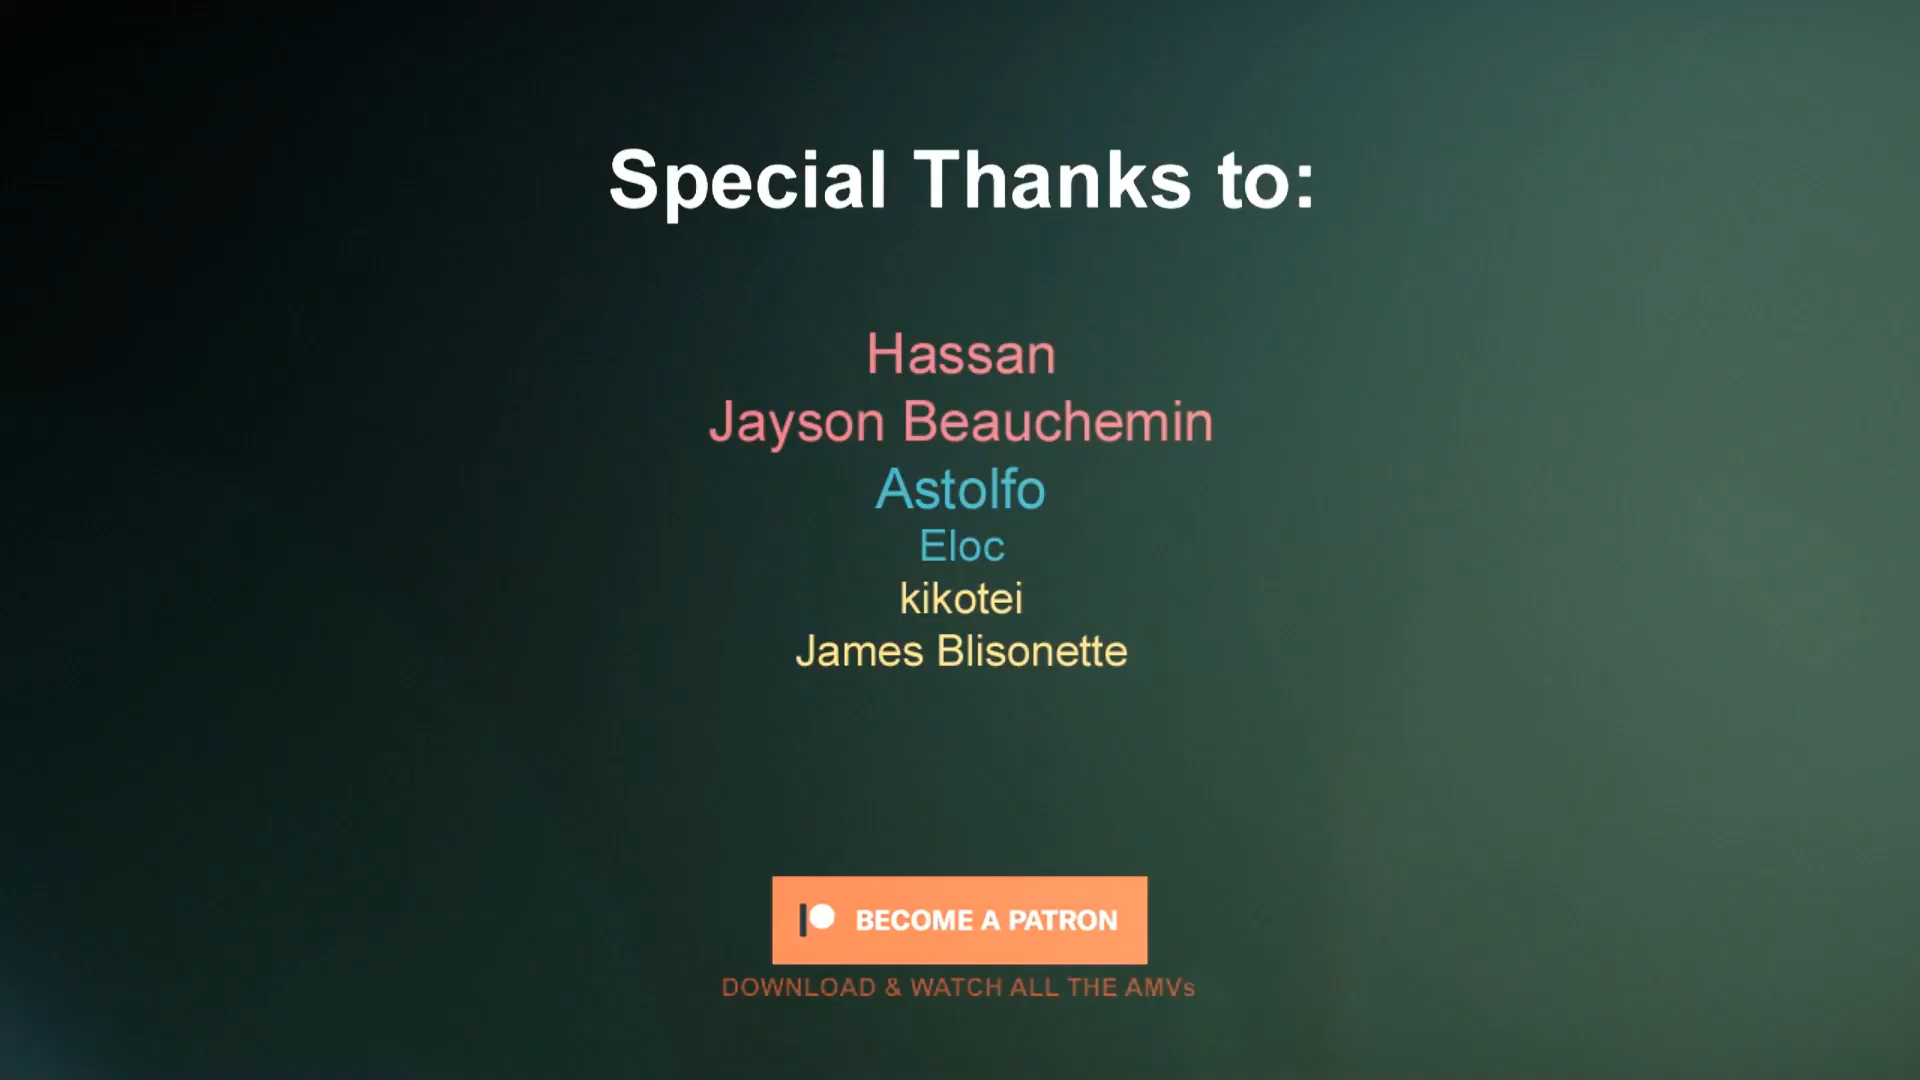 Special Thanks to:
Hassan
Jayson Beauchemin
Astolfo
Eloc
kikotei
James Blisonette
BECOME A PATRON
DOWNLOAD & WATCH ALL THE AMVs